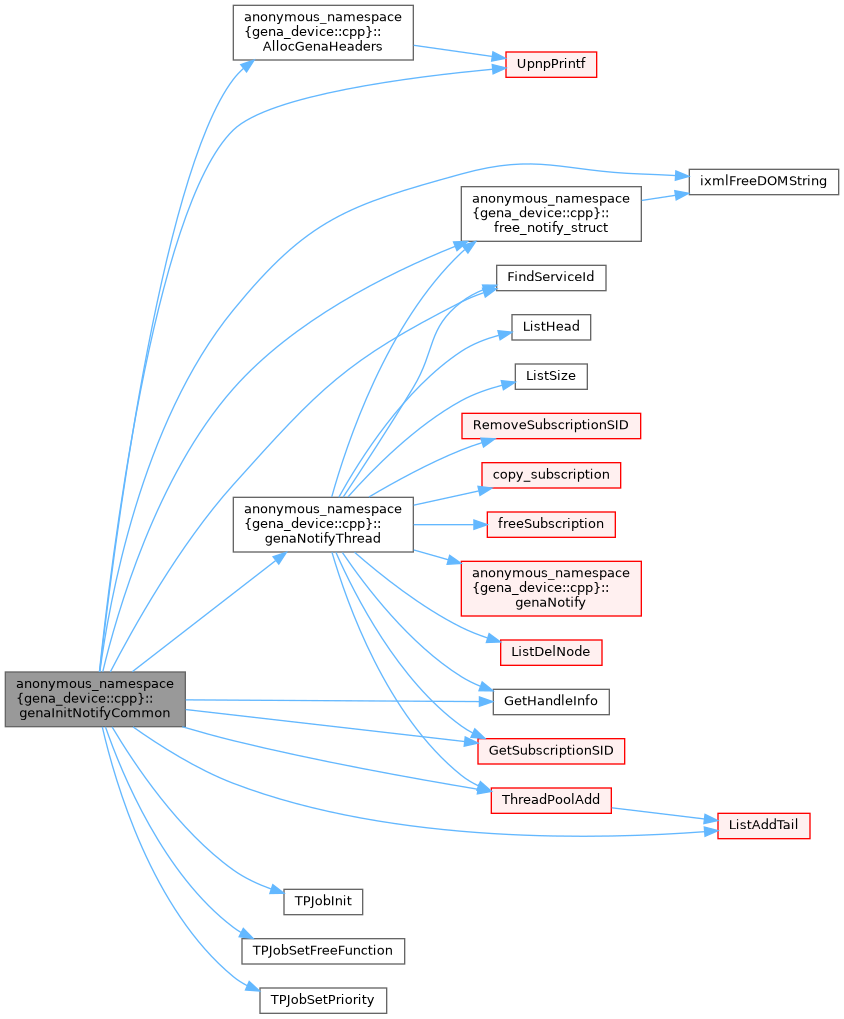 anonymous_namespace
{gena_device::cpp}::
AllocGenaHeaders
UpnpPrintf
ixmlFreeDOMString
anonymous_namespace
{gena_device::cpp}::
free_notify_struct
FindServiceId
ListHead
ListSize
RemoveSubscriptionSID
copy_subscription
anonymous_namespace
{gena_device::cpp}::
genaNotifyThread
freeSubscription
anonymous_namespace
{gena_device::cpp}::
genaNotify
ListDelNode
anonymous_namespace
{gena_device::cpp}::
genaInitNotifyCommon
GetHandleInfo
GetSubscriptionSID
ThreadPoolAdd
ListAddTail
TPJobInit
TPJobSetFreeFunction
TPJobSetPriority